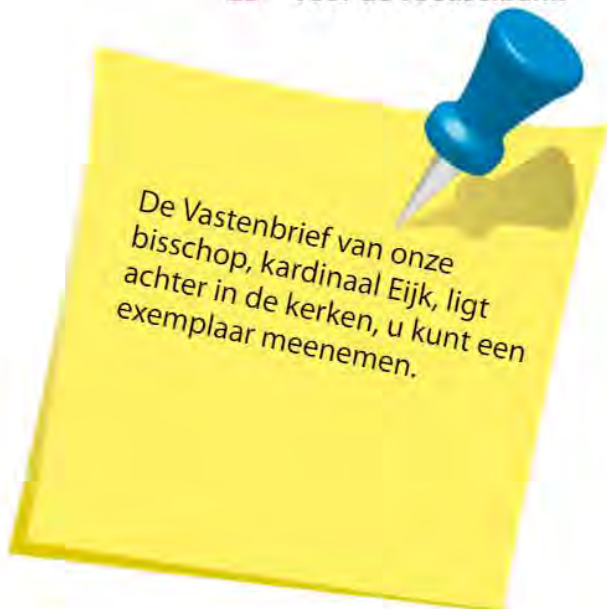 De Vastenbrief van onze
bisschop, kardinaal Eijk, ligt
achter in de kerken, u kunt een
exemplaar meenemen.